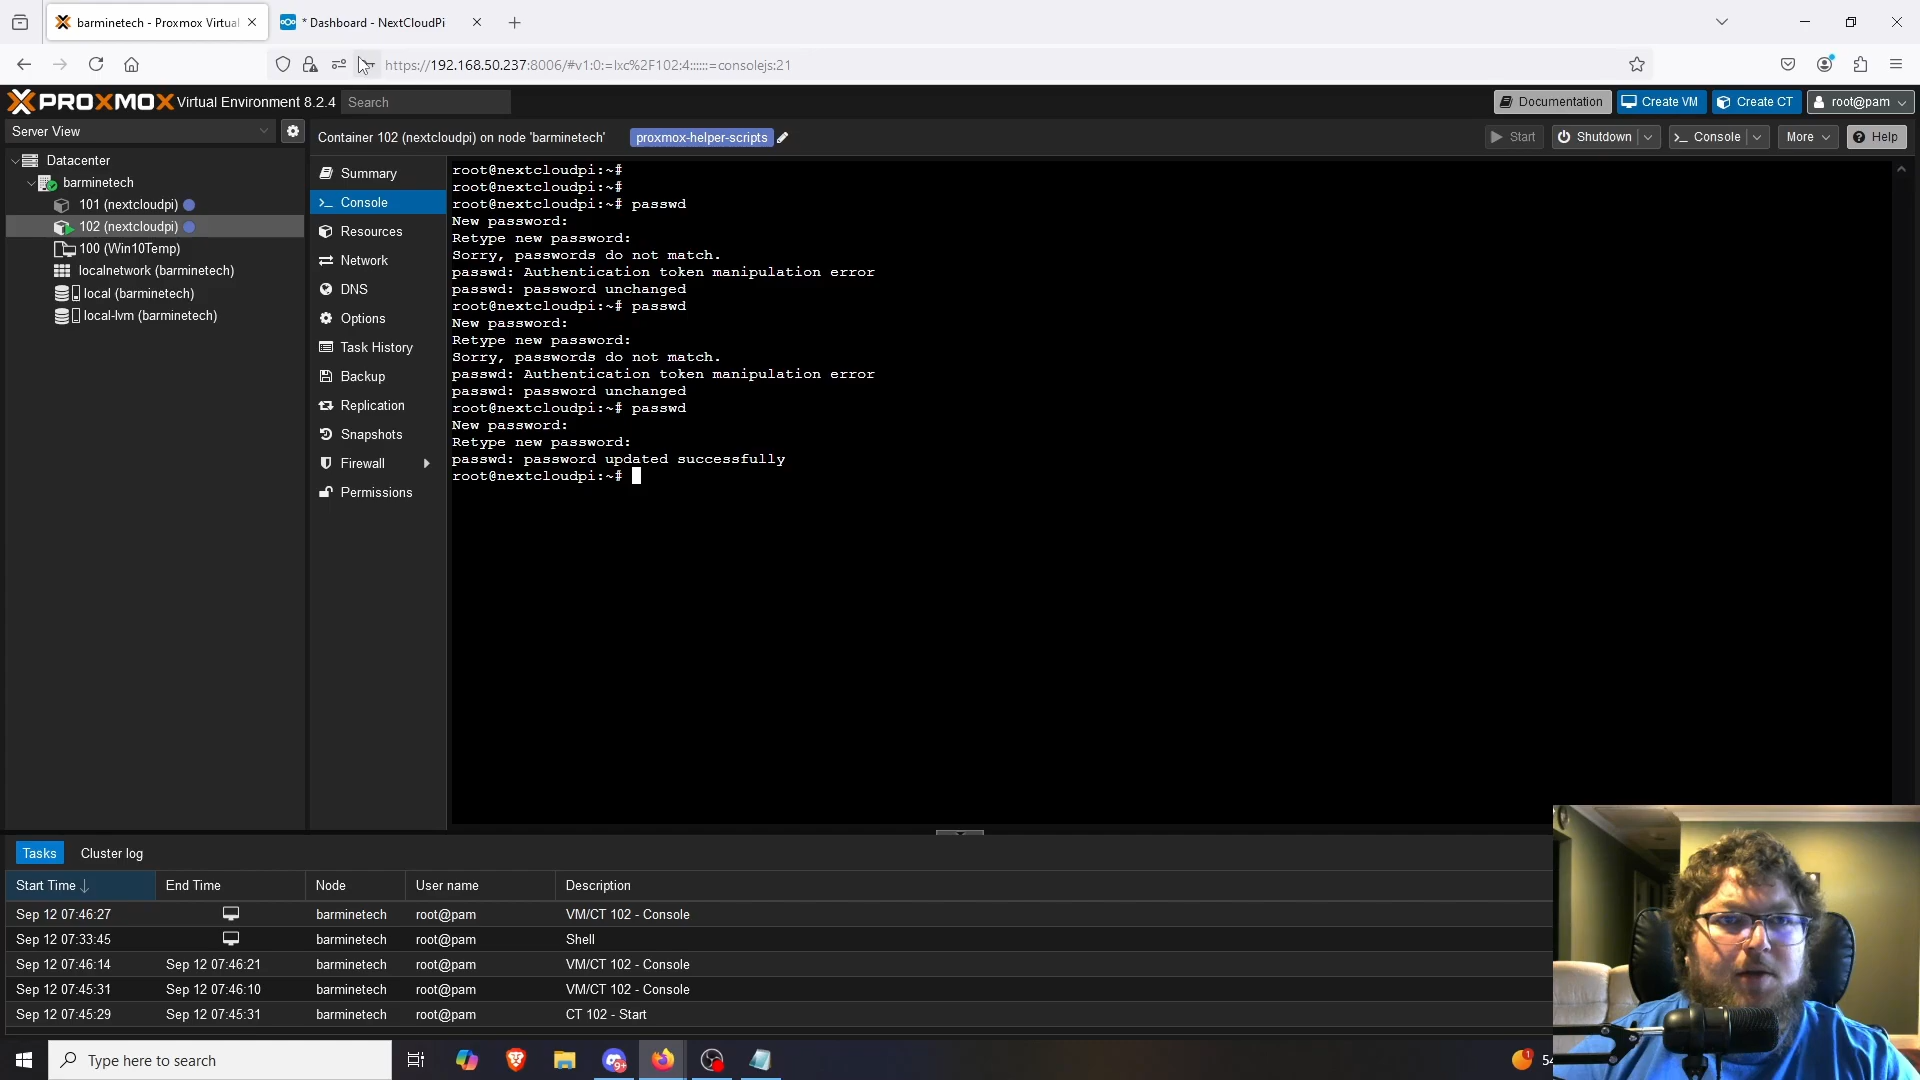 barminetech - Proxmox Virtual
* Dashboard - NextCloudPi
https://192.168.50.237:8006/#v1:0:=lxc%2F102:4::::::=consolejs:21
PROXMOX Virtual Environment 8.2.4
Search
Documentation
Create VM
Create CT
root@pam
Server View
Container 102 (nextcloudpi) on node 'barminetech'
proxmox-helper-scripts
Start
Shutdown
Console
More
Help
Datacenter
barminetech
101 (nextcloudpi)
102 (nextcloudpi)
100 (Win10Temp)
localnetwork (barminetech)
local (barminetech)
local-lvm (barminetech)
Summary
Console
Resources
Network
DNS
Options
Task History
Backup
Replication
Snapshots
Firewall
Permissions
root@nextcloudpi:~#
root@nextcloudpi:~#
root@nextcloudpi:~# passwd
New password:
Retype new password:
Sorry, passwords do not match.
passwd: Authentication token manipulation error
passwd: password unchanged
root@nextcloudpi:~# passwd
New password:
Retype new password:
Sorry, passwords do not match.
passwd: Authentication token manipulation error
passwd: password unchanged
root@nextcloudpi:~# passwd
New password:
Retype new password:
passwd: password updated successfully
root@nextcloudpi:~#
Tasks
Cluster log
Start Time End Time Node User name Description
Sep 12 07:46:27 barminetech root@pam VM/CT 102 - Console
Sep 12 07:33:45 barminetech root@pam Shell
Sep 12 07:46:14 Sep 12 07:46:21 barminetech root@pam VM/CT 102 - Console
Sep 12 07:45:31 Sep 12 07:46:10 barminetech root@pam VM/CT 102 - Console
Sep 12 07:45:29 Sep 12 07:45:31 barminetech root@pam CT 102 - Start
Type here to search
9+
1
54